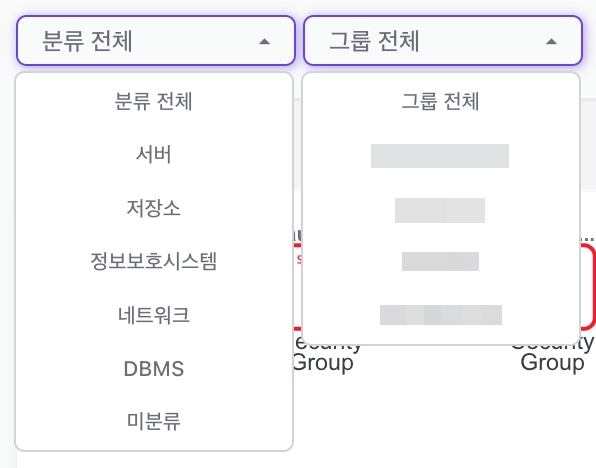 분류 전체
그룹 전체
분류 전체
서버
저장소
정보보호시스템
네트워크
DBMS
미분류
그룹 전체
Group
Group